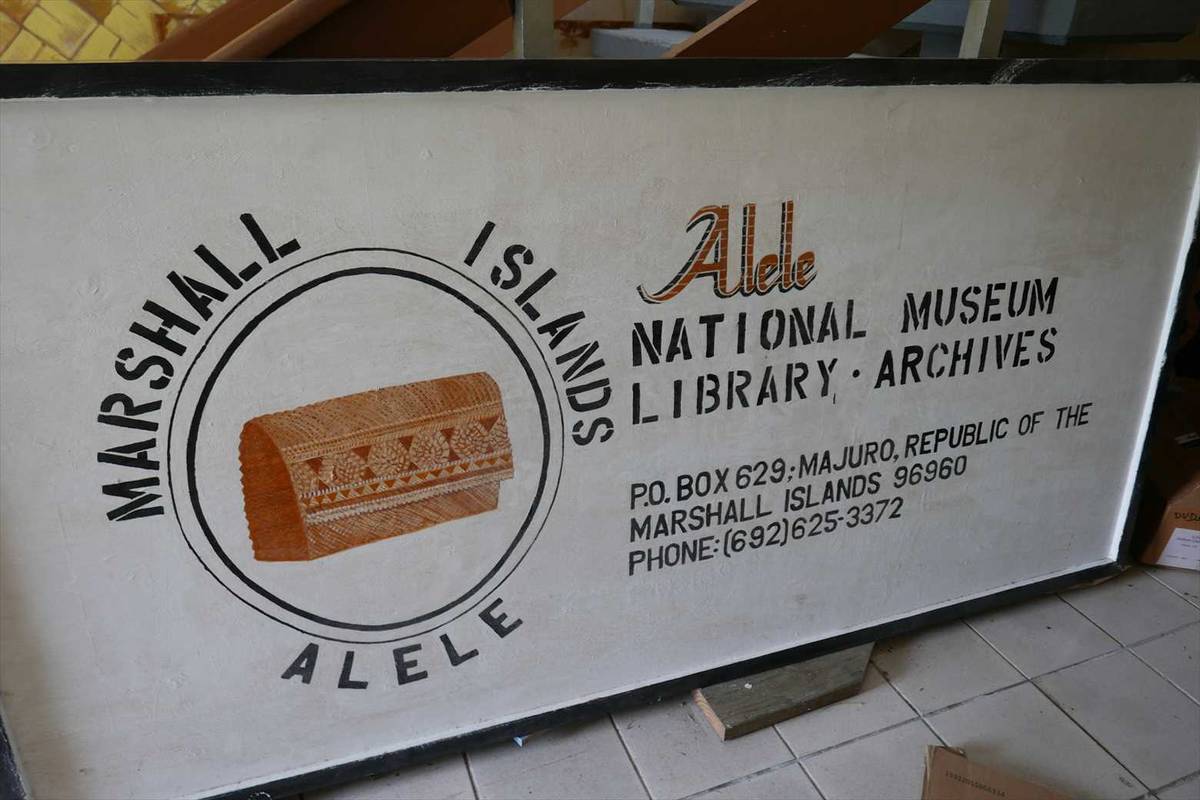 MARSHALL ISLANDS
ALELE
Alele
NATIONAL MUSEUM
LIBRARY · ARCHIVES
P.O. BOX 629; MAJURO, REPUBLIC OF THE
MARSHALL ISLANDS 96960
PHONE: (692) 625-3372